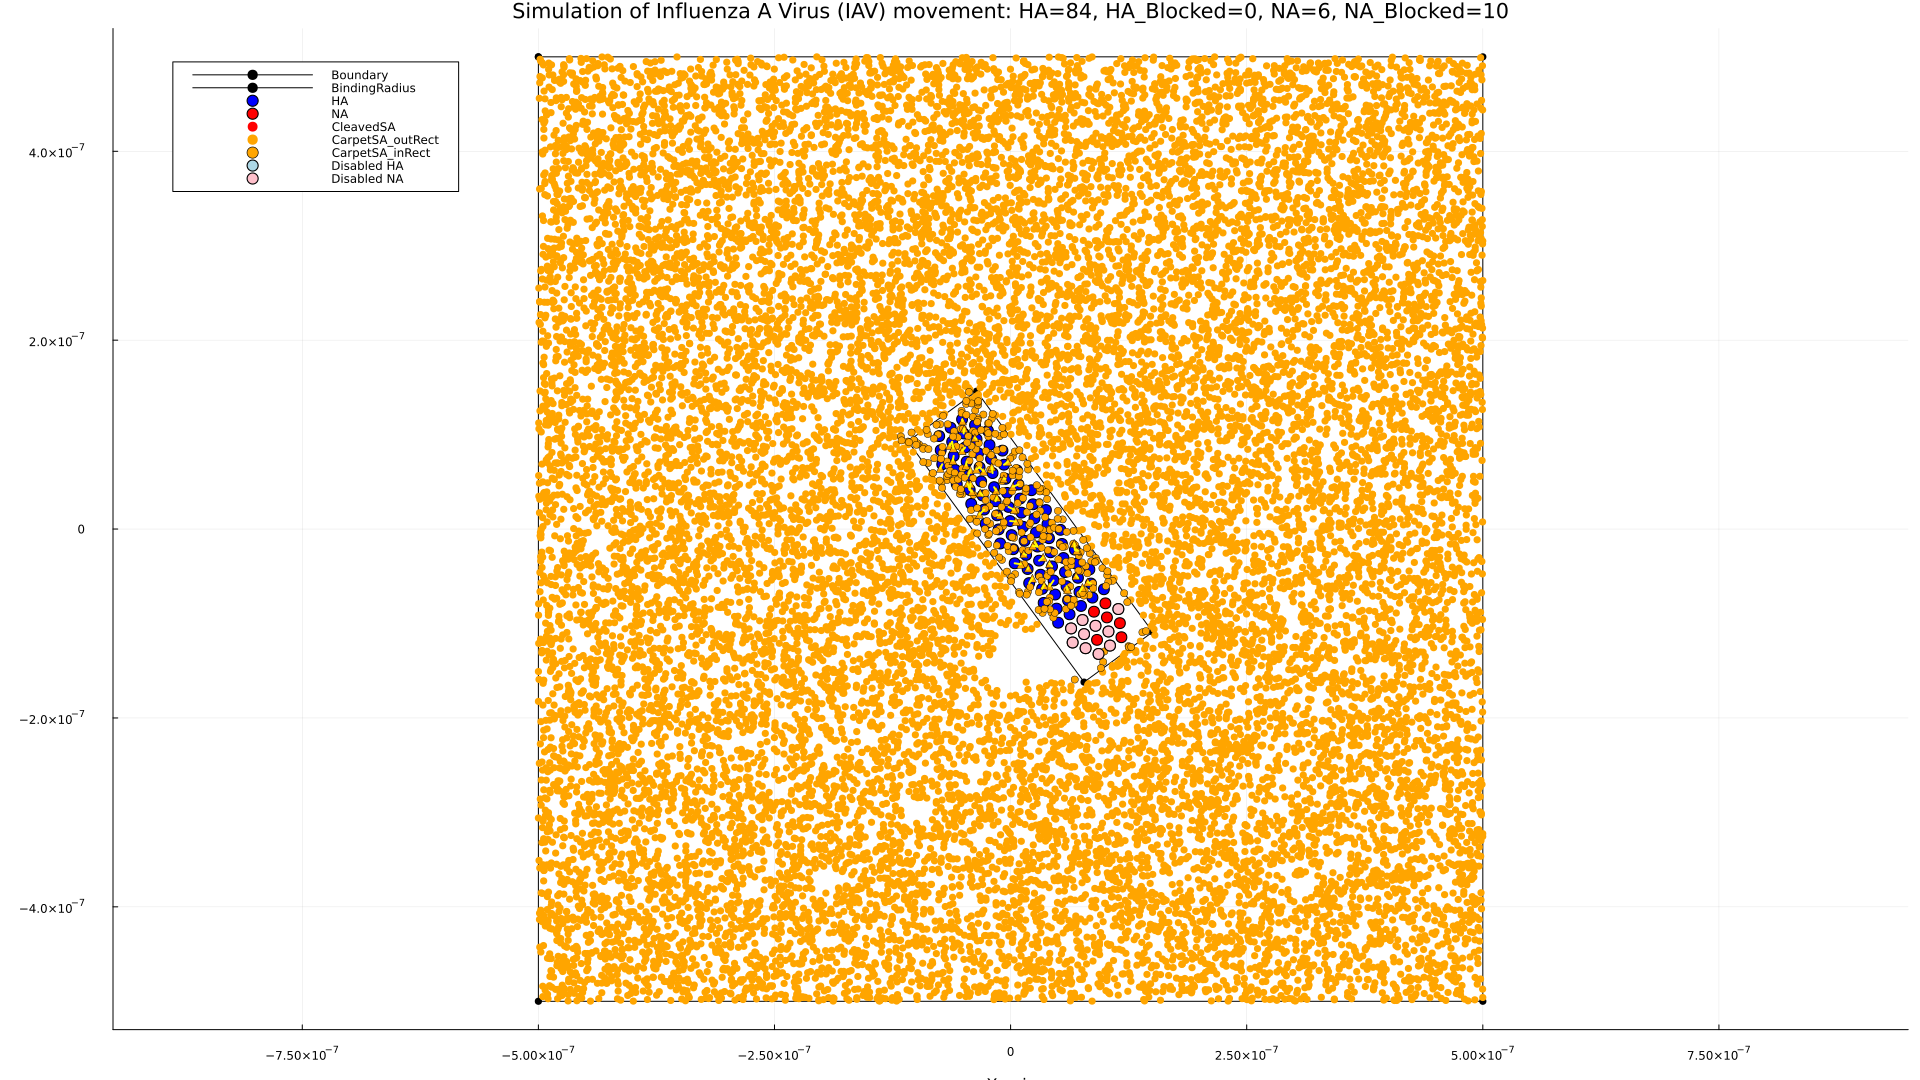 Simulation of Influenza A Virus (IAV) movement: HA=84, HA_Blocked=0, NA=6, NA_Blocked=10
Boundary
BindingRadius
HA
NA
CleavedSA
CarpetSA_outRect
CarpetSA_inRect
Disabled HA
Disabled NA
4.0×10⁻⁷
2.0×10⁻⁷
0
−2.0×10⁻⁷
−4.0×10⁻⁷
−7.50×10⁻⁷ −5.00×10⁻⁷ −2.50×10⁻⁷ 0 2.50×10⁻⁷ 5.00×10⁻⁷ 7.50×10⁻⁷